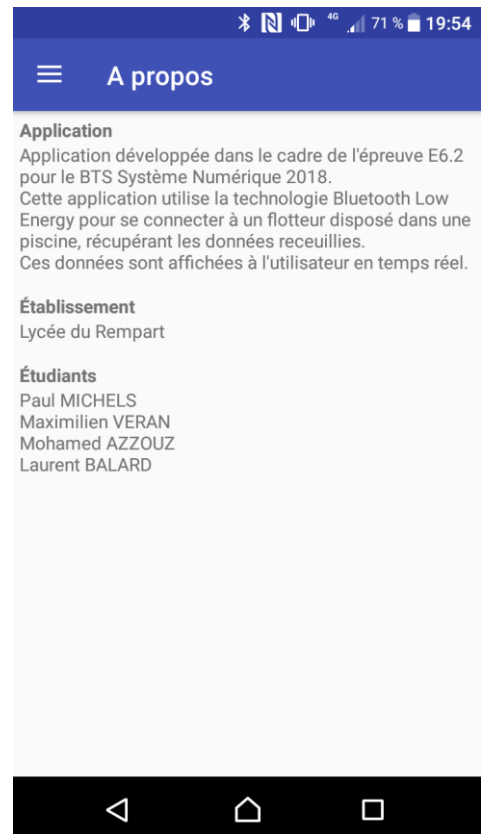 4G 71 % 19:54
A propos
Application
Application développée dans le cadre de l'épreuve E6.2
pour le BTS Système Numérique 2018.
Cette application utilise la technologie Bluetooth Low
Energy pour se connecter à un flotteur disposé dans une
piscine, récupérant les données receuillies.
Ces données sont affichées à l'utilisateur en temps réel.
Établissement
Lycée du Rempart
Étudiants
Paul MICHELS
Maximilien VERAN
Mohamed AZZOUZ
Laurent BALARD